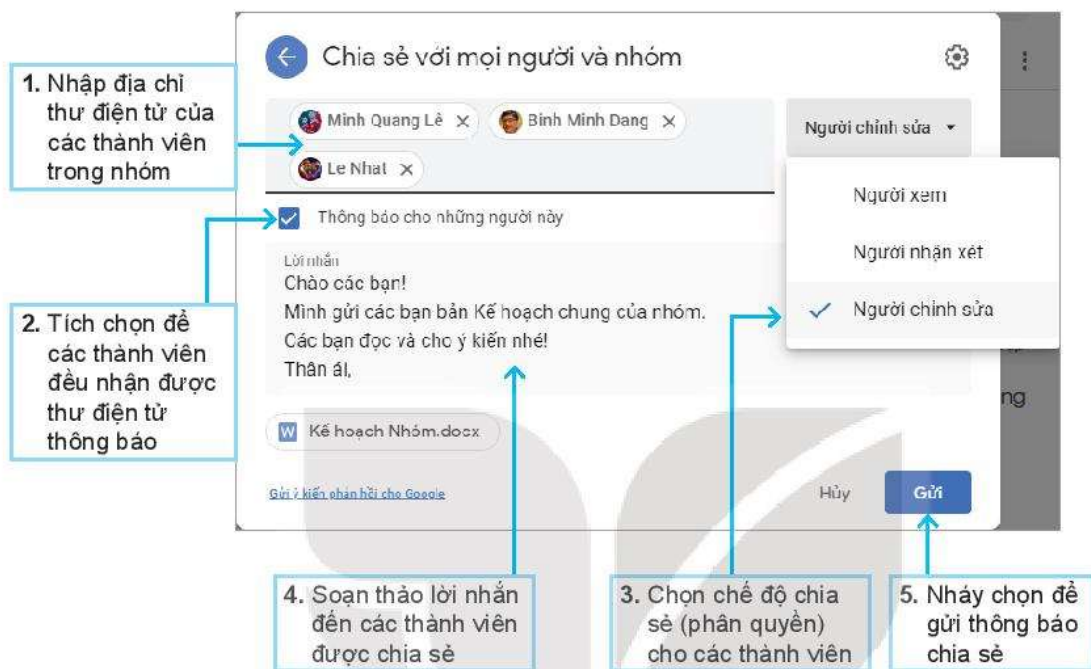 Chia sẻ với mọi người và nhóm
1. Nhập địa chỉ
thư điện tử của
các thành viên
trong nhóm
Minh Quang Lê
Binh Minh Dang
Người chỉnh sửa
Le Nhat
Người xem
Thông báo cho những người này
Người nhận xét
Lời nhắn
Chào các bạn!
Mình gửi các bạn bản Kế hoạch chung của nhóm.
Người chỉnh sửa
Các bạn đọc và cho ý kiến nhé!
Thân ái,
2. Tích chọn để
các thành viên
đều nhận được
thư điện tử
thông báo
ng
W Kế hoạch Nhóm.docx
Gửi ý kiến phản hồi cho Google
Hủy
Gửi
4. Soạn thảo lời nhắn
đến các thành viên
được chia sẻ
3. Chọn chế độ chia
sẻ (phân quyền)
cho các thành viên
5. Nháy chọn để
gửi thông báo
chia sẻ